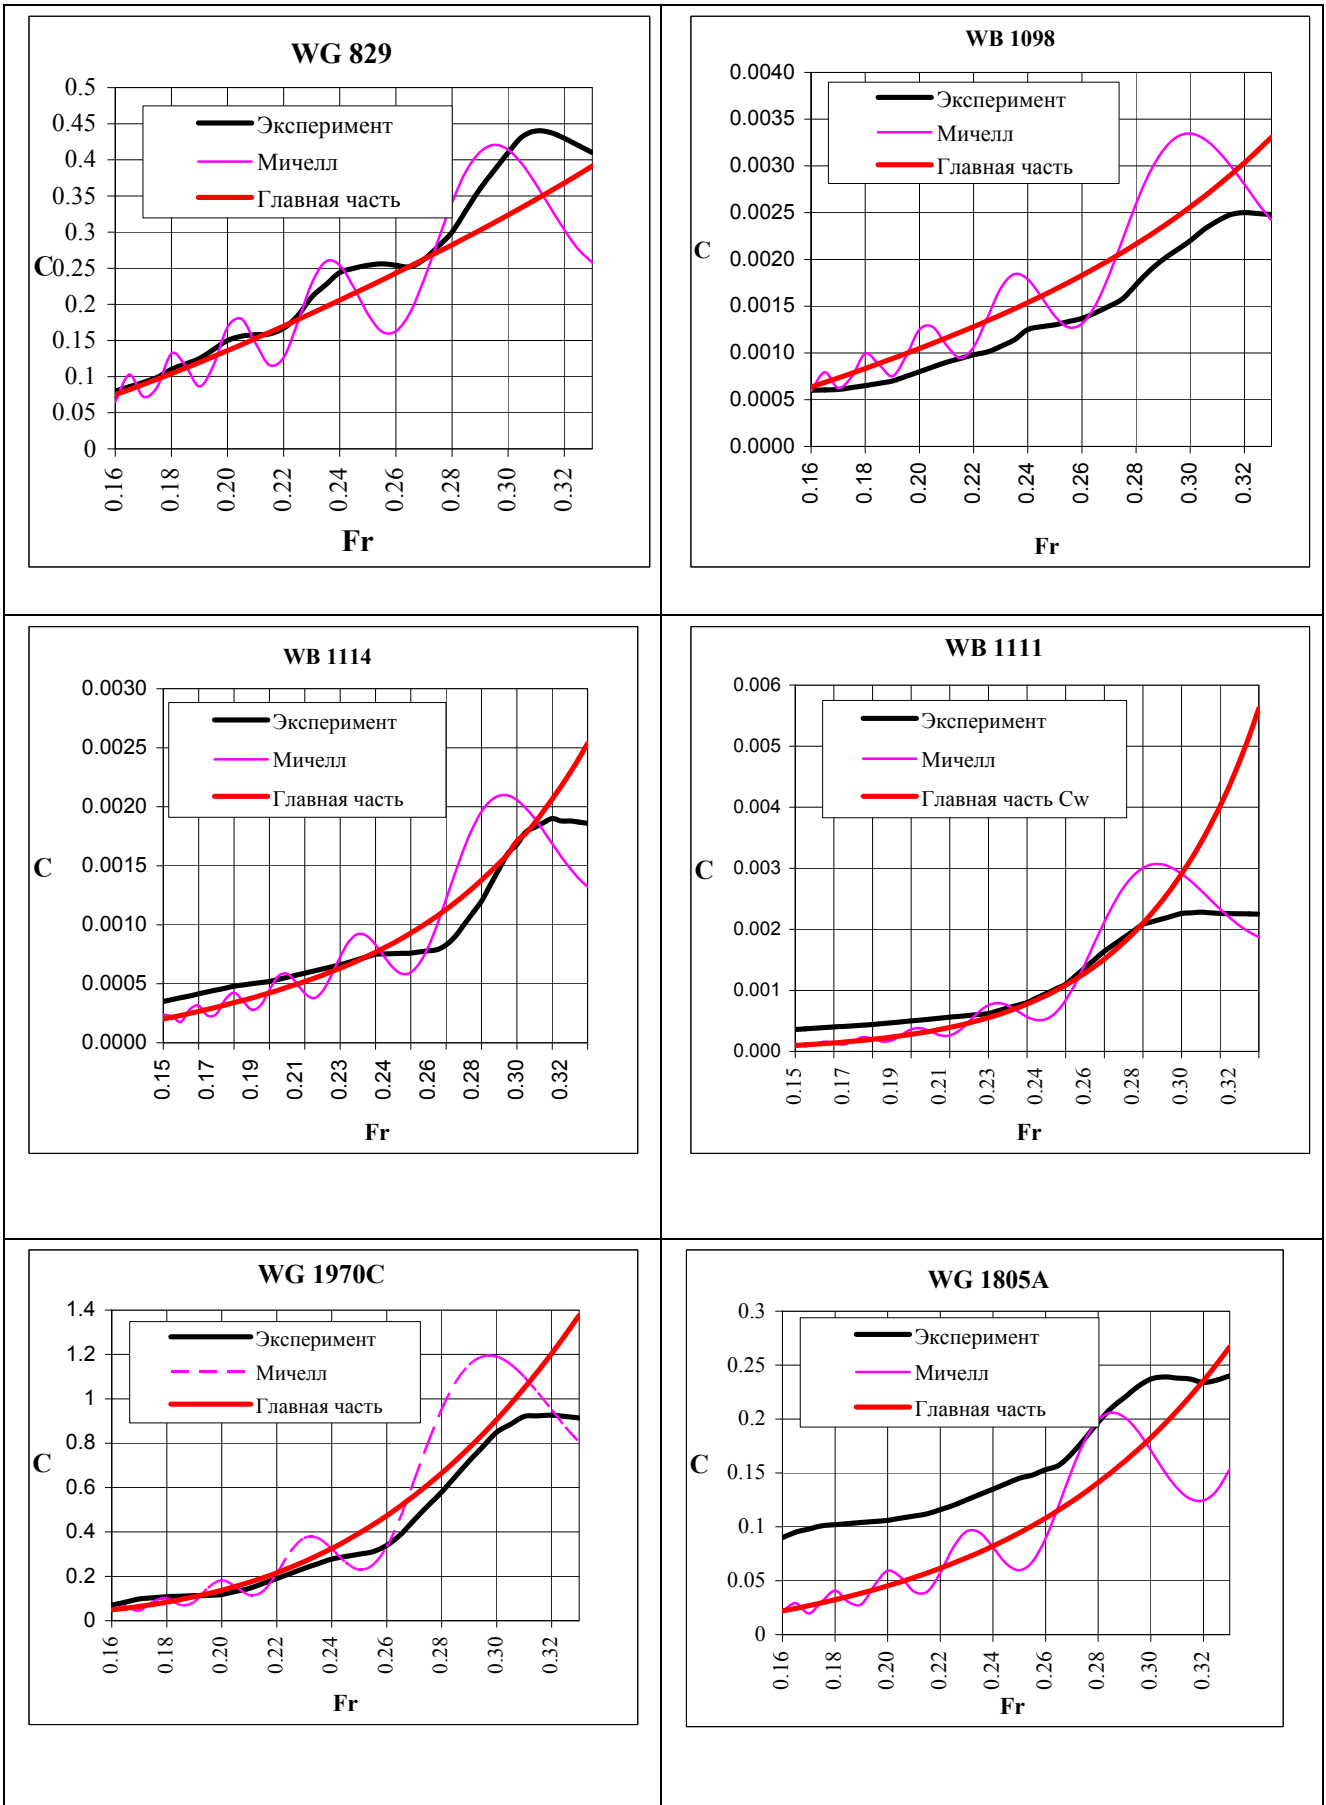 WG 829
0.5
0.45
0.4
0.35
0.3
0.25
0.2
0.15
0.1
0.05
0
C
Эксперимент
Мичелл
Главная часть
0.16 0.18 0.20 0.22 0.24 0.26 0.28 0.30 0.32
Fr
WB 1098
0.0040
0.0035
0.0030
0.0025
0.0020
0.0015
0.0010
0.0005
0.0000
C
Эксперимент
Мичелл
Главная часть
0.16 0.18 0.20 0.22 0.24 0.26 0.28 0.30 0.32
Fr
WB 1114
0.0030
0.0025
0.0020
0.0015
0.0010
0.0005
0.0000
C
Эксперимент
Мичелл
Главная часть
0.15 0.17 0.19 0.21 0.23 0.24 0.26 0.28 0.30 0.32
Fr
WB 1111
0.006
0.005
0.004
0.003
0.002
0.001
0.000
C
Эксперимент
Мичелл
Главная часть Cw
0.15 0.17 0.19 0.21 0.23 0.24 0.26 0.28 0.30 0.32
Fr
WG 1970C
1.4
1.2
1
0.8
0.6
0.4
0.2
0
C
Эксперимент
Мичелл
Главная часть
0.16 0.18 0.20 0.22 0.24 0.26 0.28 0.30 0.32
Fr
WG 1805A
0.3
0.25
0.2
0.15
0.1
0.05
0
C
Эксперимент
Мичелл
Главная часть
0.16 0.18 0.20 0.22 0.24 0.26 0.28 0.30 0.32
Fr